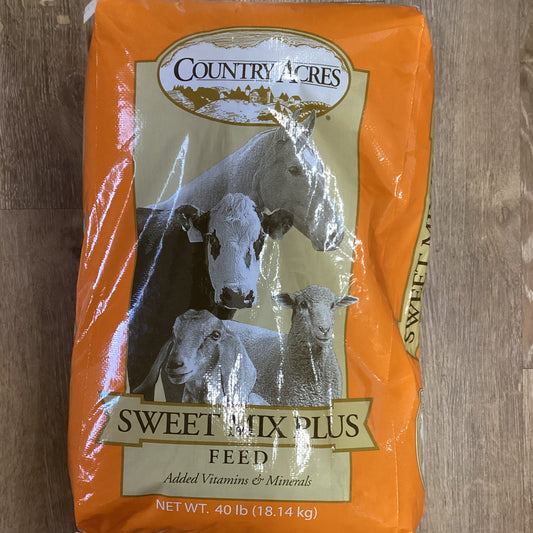 COUNTRY ACRES
®
SWEET MIX PLUS
FEED
Added Vitamins & Minerals
NET WT. 40 lb (18.14 kg)
SWEET MIX